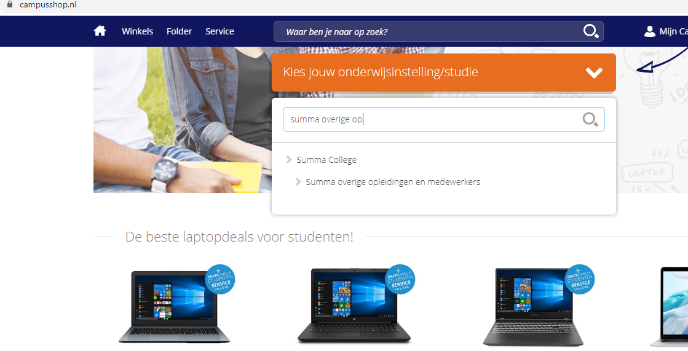 campusshop.nl
Winkels Folder Service
Waar ben je naar op zoek?
Mijn Ca
Kies jouw onderwijsinstelling/studie
summa overige op
Summa College
Summa overige opleidingen en medewerkers
De beste laptopdeals voor studenten!